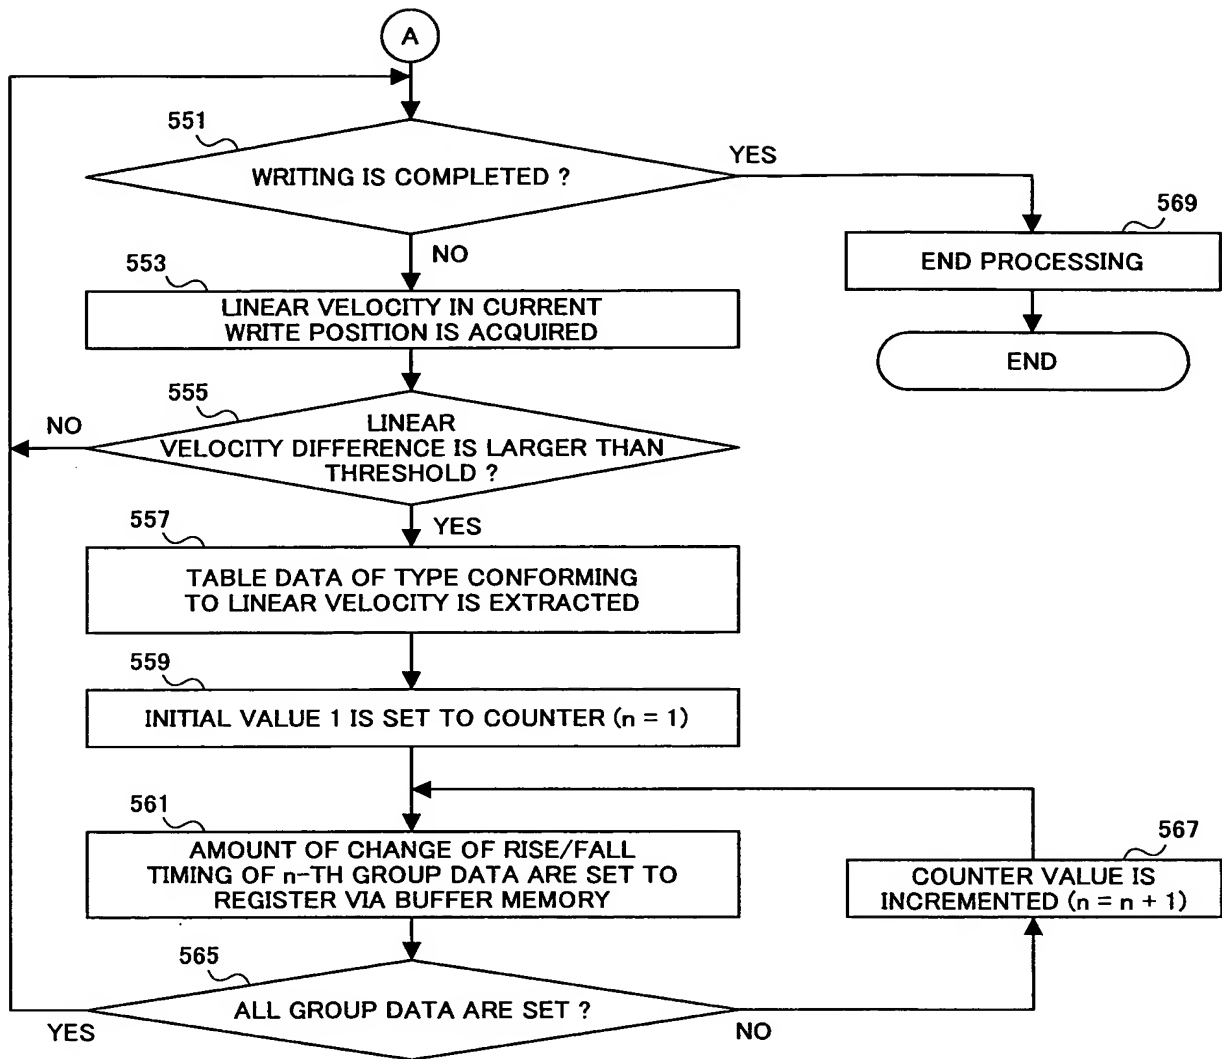 A
551
WRITING IS COMPLETED ?
YES
569
END PROCESSING
END
NO
553
LINEAR VELOCITY IN CURRENT
WRITE POSITION IS ACQUIRED
555
NO
LINEAR
VELOCITY DIFFERENCE IS LARGER THAN
THRESHOLD ?
YES
557
TABLE DATA OF TYPE CONFORMING
TO LINEAR VELOCITY IS EXTRACTED
559
INITIAL VALUE 1 IS SET TO COUNTER (n = 1)
561
AMOUNT OF CHANGE OF RISE/FALL
TIMING OF n-TH GROUP DATA ARE SET TO
REGISTER VIA BUFFER MEMORY
567
COUNTER VALUE IS
INCREMENTED (n = n + 1)
565
ALL GROUP DATA ARE SET ?
YES
NO